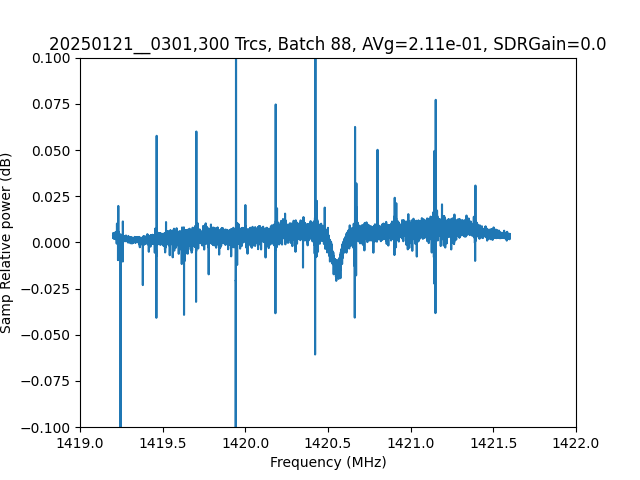 20250121__0301,300 Trcs, Batch 88, AVg=2.11e-01, SDRGain=0.0
Samp Relative power (dB)
0.100
0.075
0.050
0.025
0.000
−0.025
−0.050
−0.075
−0.100
1419.0 1419.5 1420.0 1420.5 1421.0 1421.5 1422.0
Frequency (MHz)